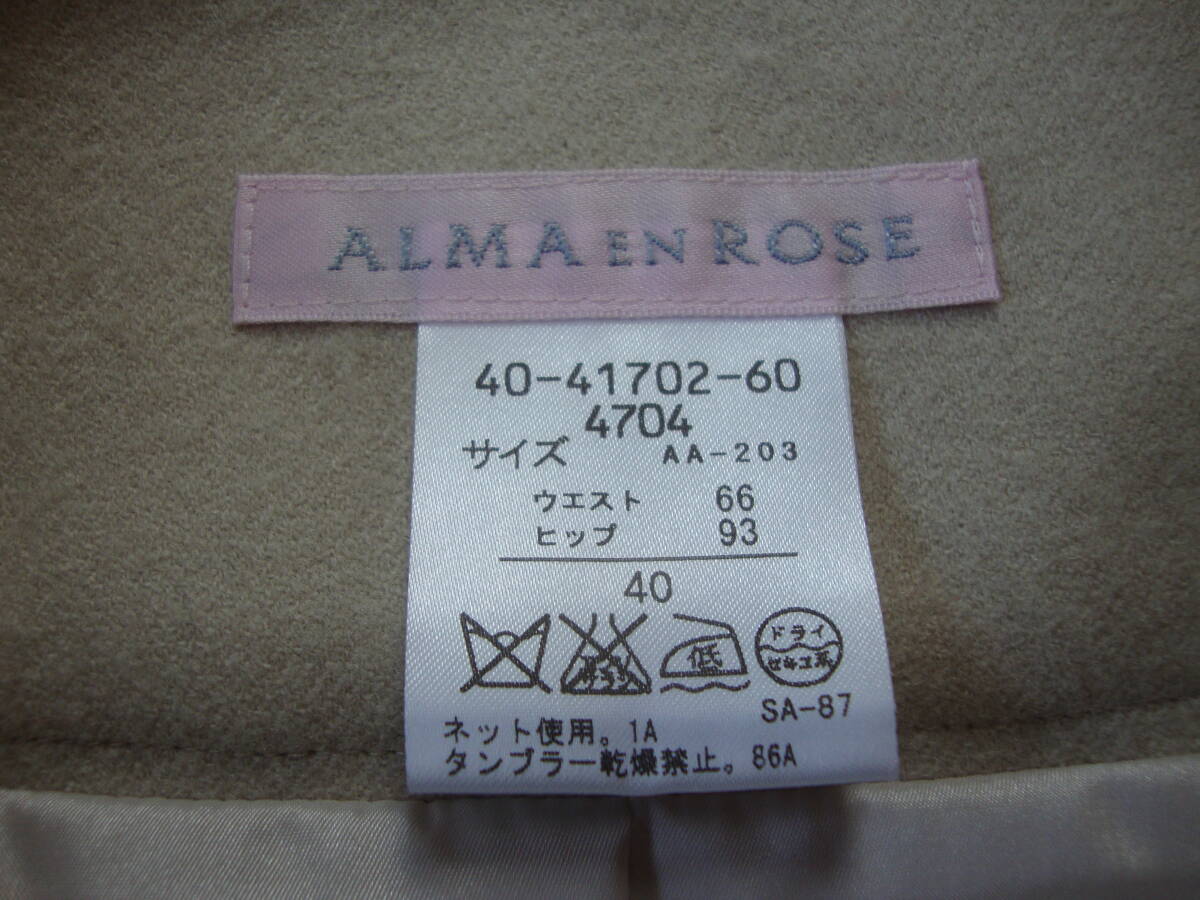 ALMA EN ROSE
40-41702-60
4704
サイズ AA-203
ウエスト 66
ヒップ 93
40
低
ドライ
セキユ系
SA-87
ネット使用。1A
タンブラー乾燥禁止。86A